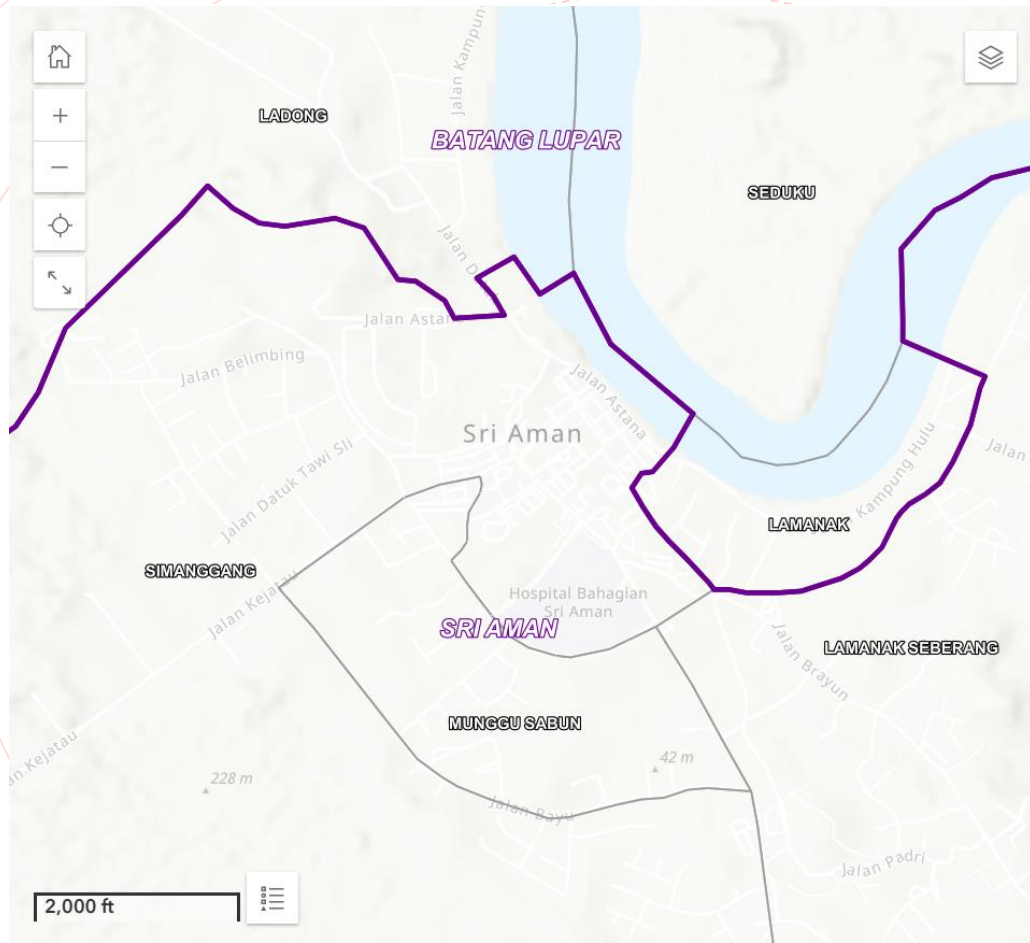 LADONG
Jalan Kampung
BATANG LUPAR
SEDUKU
Jalan D
Jalan Astana
Jalan Belimbing
Jalan Astana
Sri Aman
Jalan Datuk Tawi Sli
Kampung Hulu
Jalan
LAMANAK
SIMANGGANG
Jalan Kejatau
Hospital Bahagian
Sri Aman
SRI AMAN
LAMANAK SEBERANG
Jalan Brayun
MUNGGU SABUN
an Kejatau
228 m
42 m
Jalan Bayu
Jalan Padri
2,000 ft